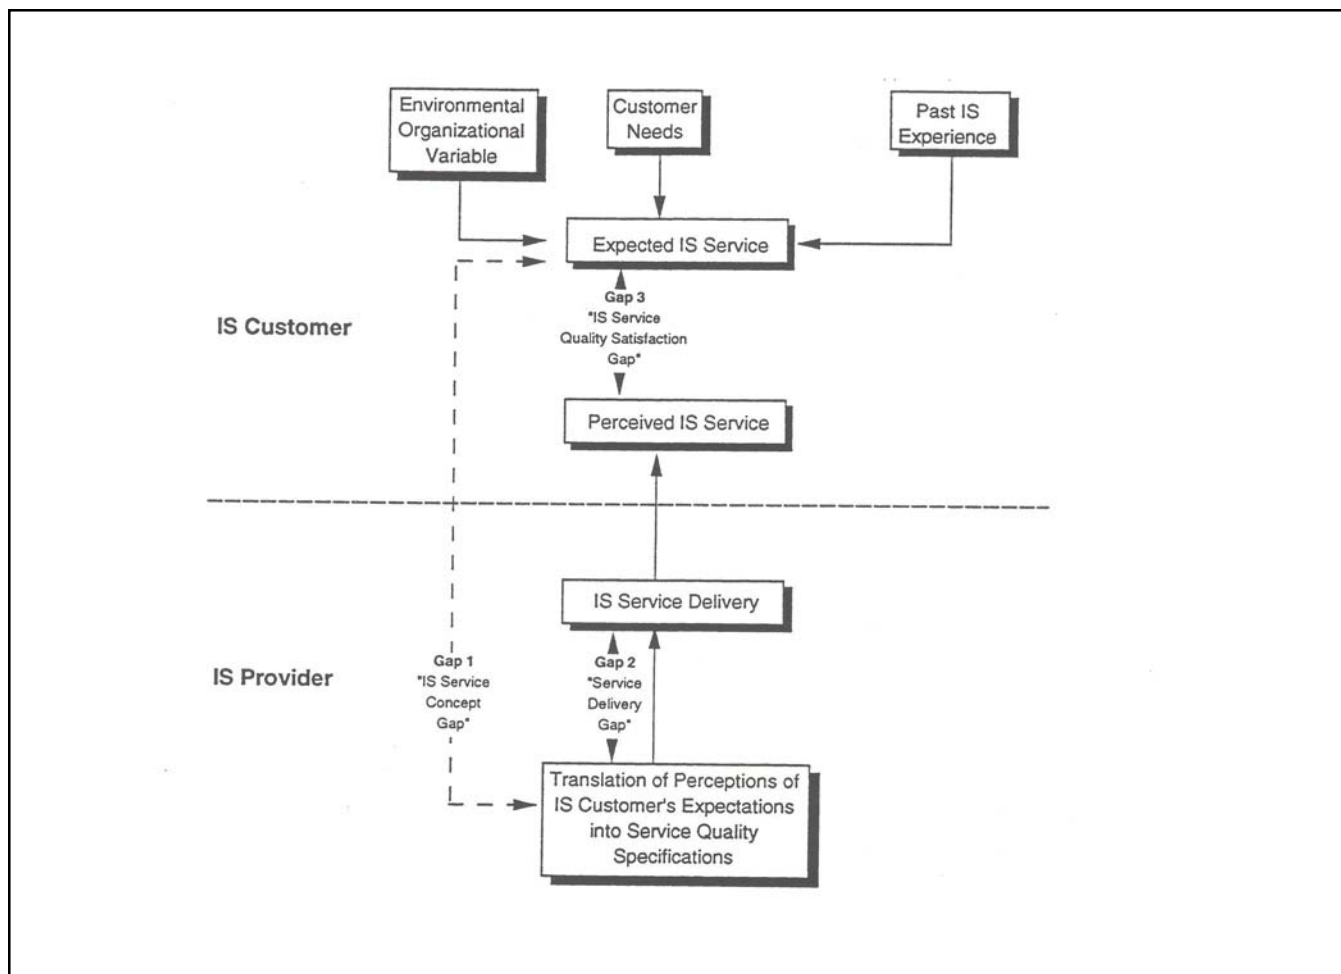 Environmental
Organizational
Variable
Customer
Needs
Past IS
Experience
Expected IS Service
Gap 3
"IS Service
Quality Satisfaction
Gap"
IS Customer
Perceived IS Service
IS Service Delivery
Gap 1
"IS Service
Concept
Gap"
Gap 2
"Service
Delivery
Gap"
IS Provider
Translation of Perceptions of
IS Customer's Expectations
into Service Quality
Specifications